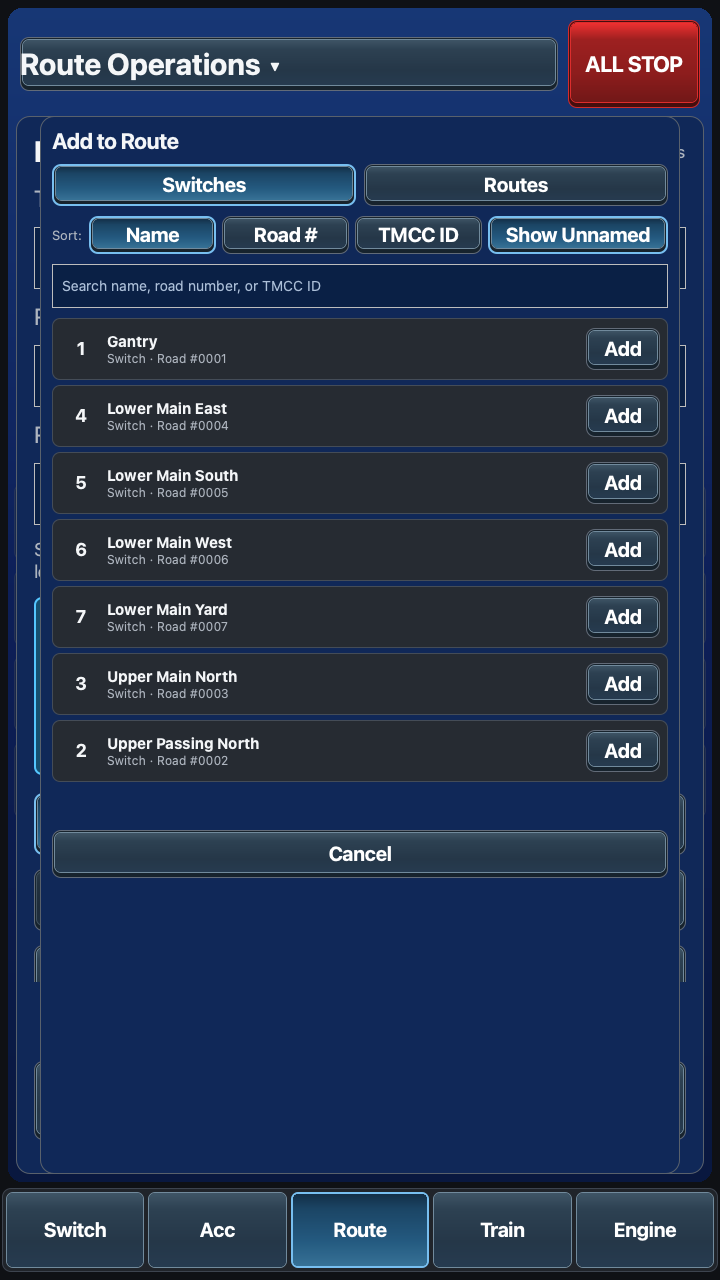 Route Operations ▼
ALL STOP
Add to Route
Switches
Routes
Sort:
Name
Road #
TMCC ID
Show Unnamed
Search name, road number, or TMCC ID
1
Gantry
Switch · Road #0001
Add
4
Lower Main East
Switch · Road #0004
Add
5
Lower Main South
Switch · Road #0005
Add
6
Lower Main West
Switch · Road #0006
Add
7
Lower Main Yard
Switch · Road #0007
Add
3
Upper Main North
Switch · Road #0003
Add
2
Upper Passing North
Switch · Road #0002
Add
Cancel
Switch
Acc
Route
Train
Engine